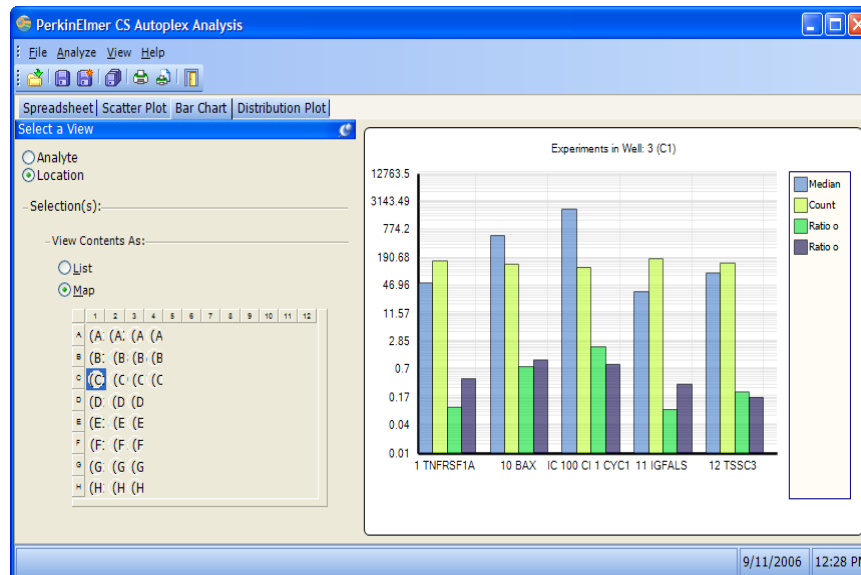 PerkinElmer CS Autoplex Analysis
File Analyze View Help
Spreadsheet Scatter Plot Bar Chart Distribution Plot
Select a View
Analyte
Location
Selection(s):
View Contents As:
List
Map
1 2 3 4 5 6 7 8 9 10 11 12
A (A: (A: (A (A
B (B: (B (B (B
C (C: (C (C (C
D (D: (D (D
E (E: (E (E
F (F: (F (F
G (G: (G (G
H (H: (H (H
Experiments in Well: 3 (C1)
12763.5
3143.49
774.2
190.68
46.96
11.57
2.85
0.7
0.17
0.04
0.01
1 TNFRSF1A 10 BAX IC 100 CI 1 CYC1 11 IGFALS 12 TSSC3
Median
Count
Ratio o
Ratio o
9/11/2006 12:28 PM